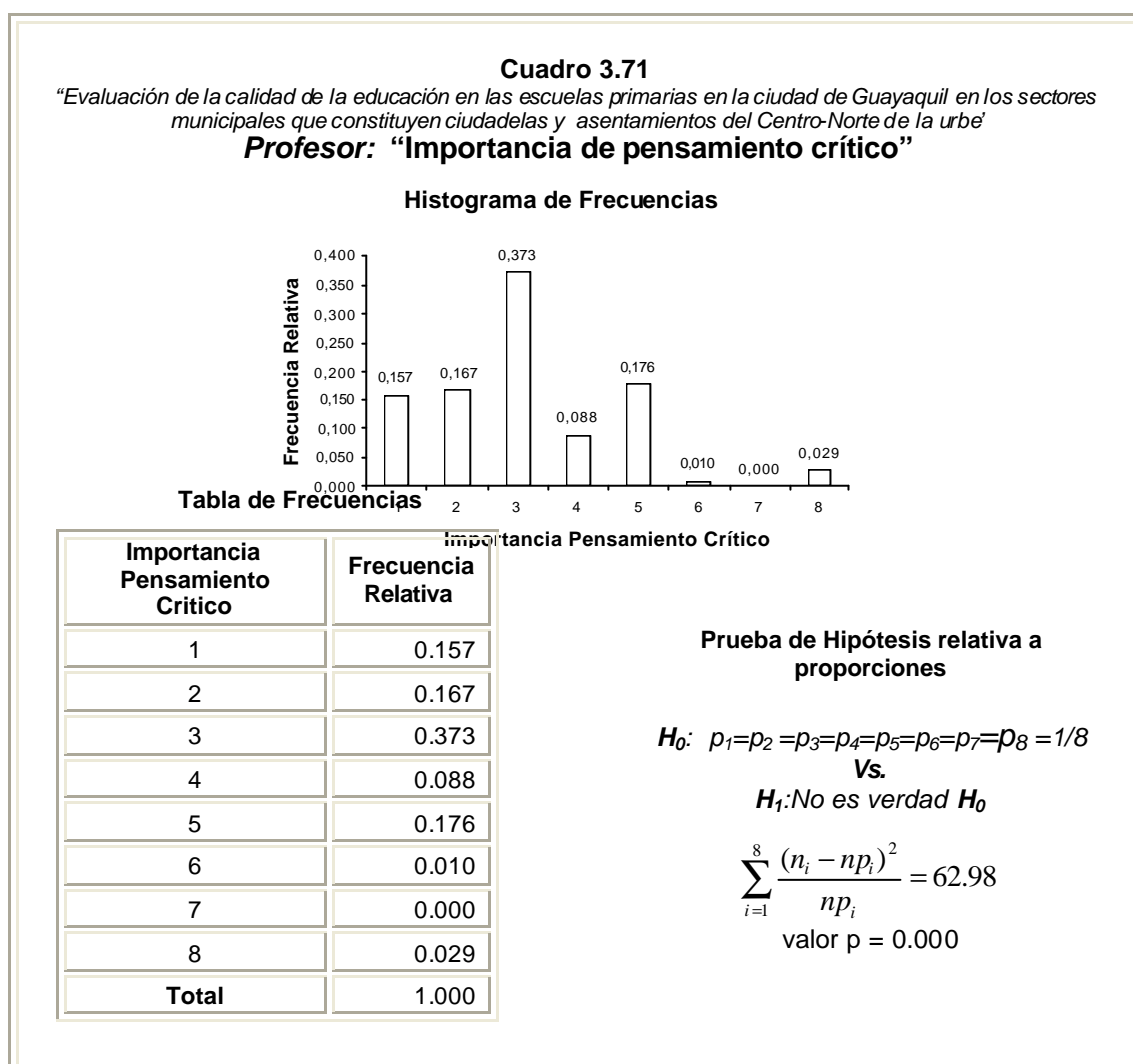 Cuadro 3.71
“Evaluación de la calidad de la educación en las escuelas primarias en la ciudad de Guayaquil en los sectores
municipales que constituyen ciudadelas y asentamientos del Centro-Norte de la urbe’
Profesor: “Importancia de pensamiento crítico”
Histograma de Frecuencias
Frecuencia Relativa
0,400
0,350
0,300
0,250
0,200
0,150
0,100
0,050
0,000
0,157
0,167
0,373
0,088
0,176
0,010
0,000
0,029
1 2 3 4 5 6 7 8
Importancia Pensamiento Crítico
Tabla de Frecuencias
Importancia
Pensamiento
Critico
Frecuencia
Relativa
1 0.157
2 0.167
3 0.373
4 0.088
5 0.176
6 0.010
7 0.000
8 0.029
Total 1.000
Prueba de Hipótesis relativa a
proporciones
H₀: p₁=p₂ =p₃=p₄=p₅=p₆=p₇=p₈ =1/8
Vs.
H₁:No es verdad H₀
∑_{i=1}^{8} (nᵢ − npᵢ)² / npᵢ = 62.98
valor p = 0.000